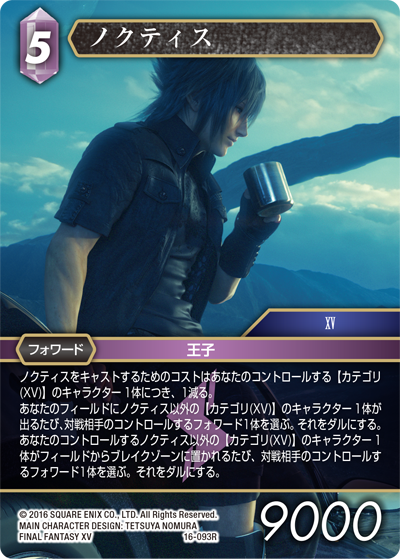 5
ノクティス
XV
フォワード
王子
ノクティスをキャストするためのコストはあなたのコントロールする【カテゴリ
(XV)】のキャラクター1体につき、1減る。
あなたのフィールドにノクティス以外の【カテゴリ(XV)】のキャラクター1体が
出るたび、対戦相手のコントロールするフォワード1体を選ぶ。それをダルにする。
あなたのコントロールするノクティス以外の【カテゴリ(XV)】のキャラクター1
体がフィールドからブレイクゾーンに置かれるたび、対戦相手のコントロールす
るフォワード1体を選ぶ。それをダルにする。
© 2016 SQUARE ENIX CO., LTD. All Rights Reserved.
MAIN CHARACTER DESIGN: TETSUYA NOMURA
FINAL FANTASY XV
16-093R
9000